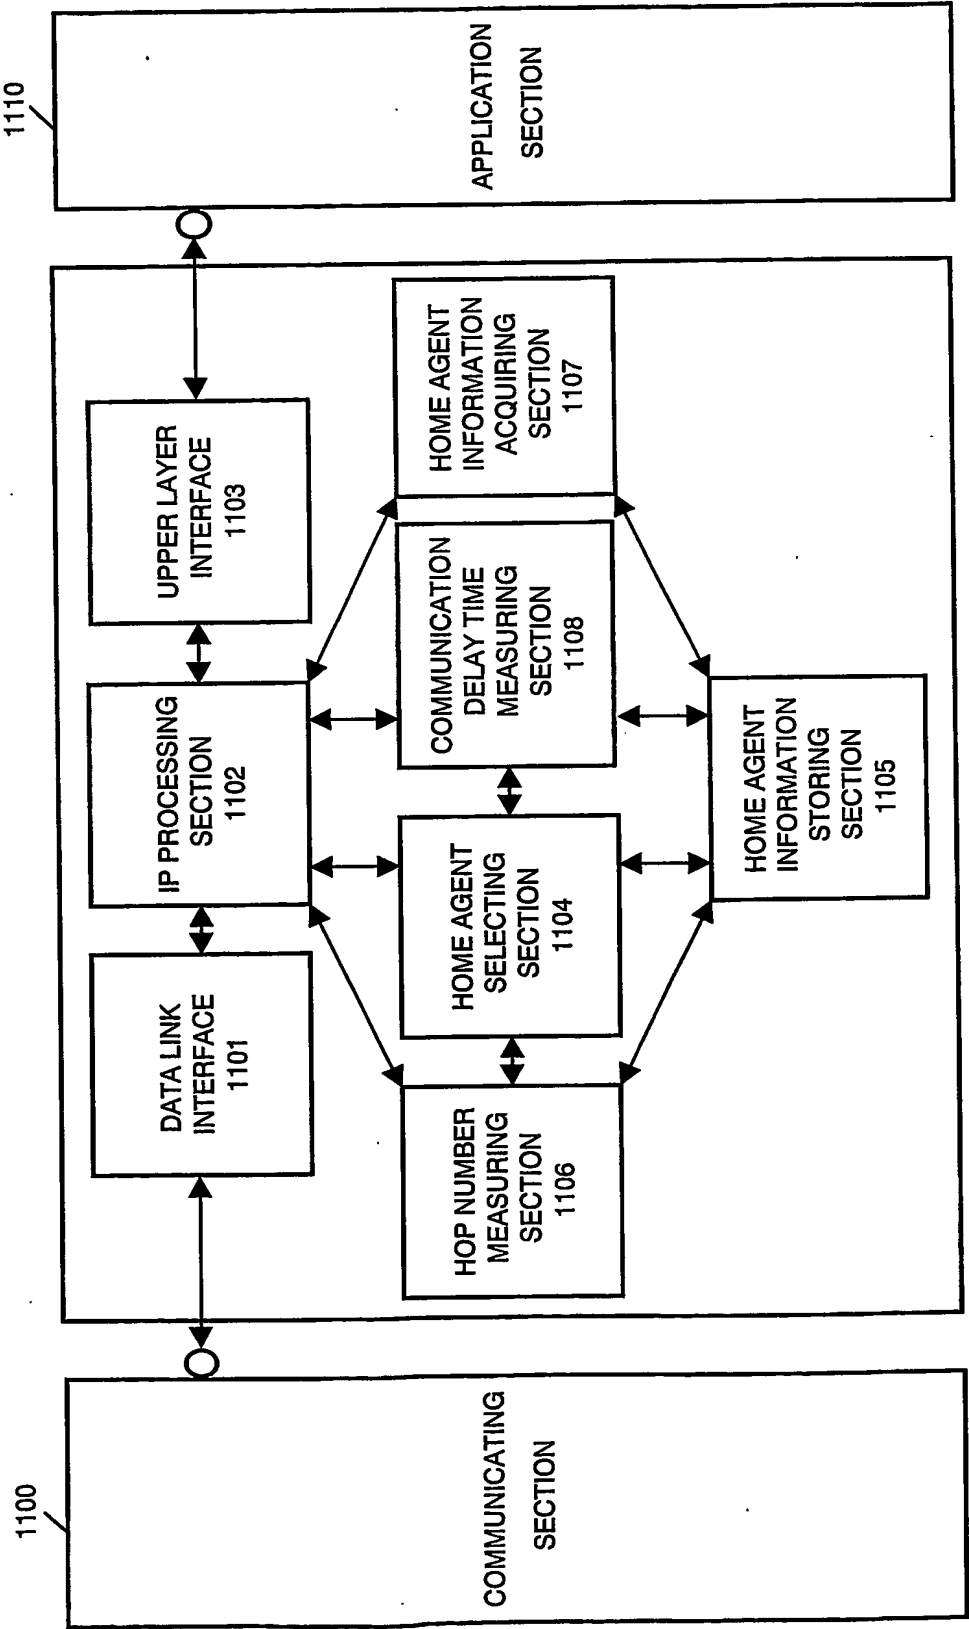 1100
COMMUNICATING
SECTION
DATA LINK
INTERFACE
1101
IP PROCESSING
SECTION
1102
UPPER LAYER
INTERFACE
1103
HOP NUMBER
MEASURING
SECTION
1106
HOME AGENT
SELECTING
SECTION
1104
COMMUNICATION
DELAY TIME
MEASURING
SECTION
1108
HOME AGENT
INFORMATION
ACQUIRING
SECTION
1107
HOME AGENT
INFORMATION
STORING
SECTION
1105
1110
APPLICATION
SECTION